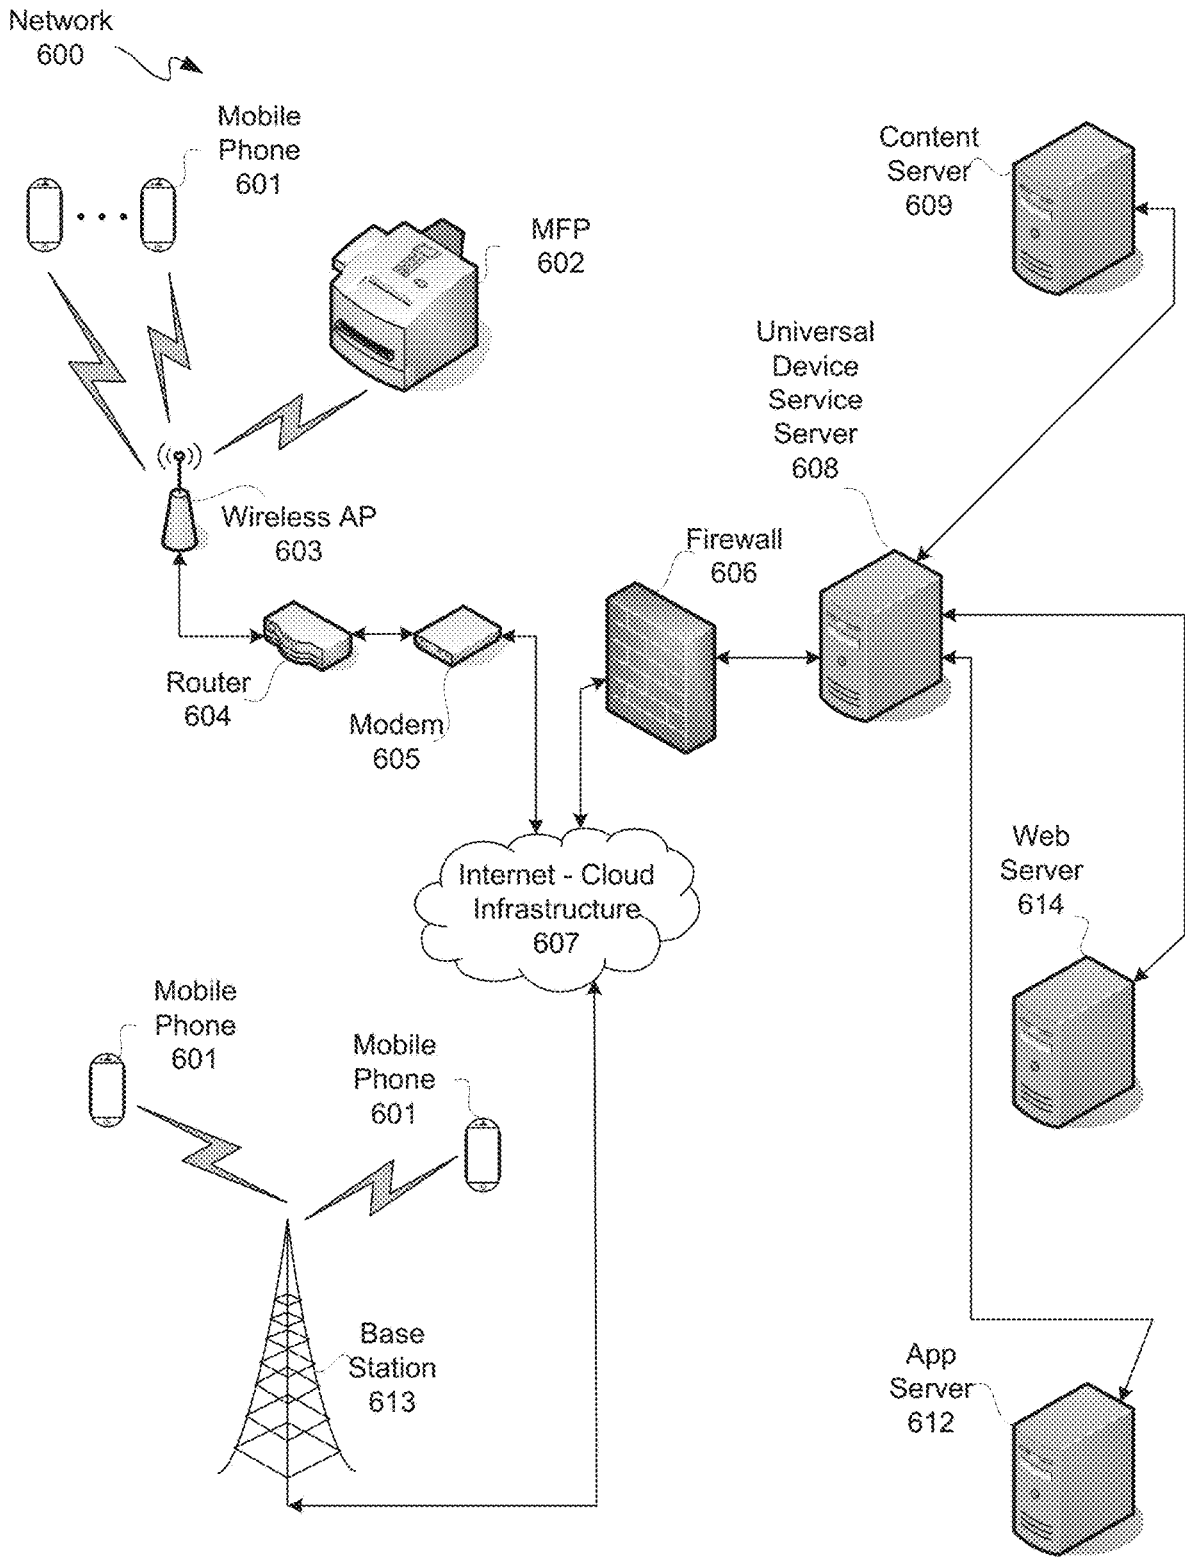 Network
600
Mobile
Phone
601
MFP
602
Content
Server
609
Universal
Device
Service
Server
608
Wireless AP
603
Firewall
606
Router
604
Modem
605
Internet - Cloud
Infrastructure
607
Web
Server
614
Mobile
Phone
601
Mobile
Phone
601
Base
Station
613
App
Server
612